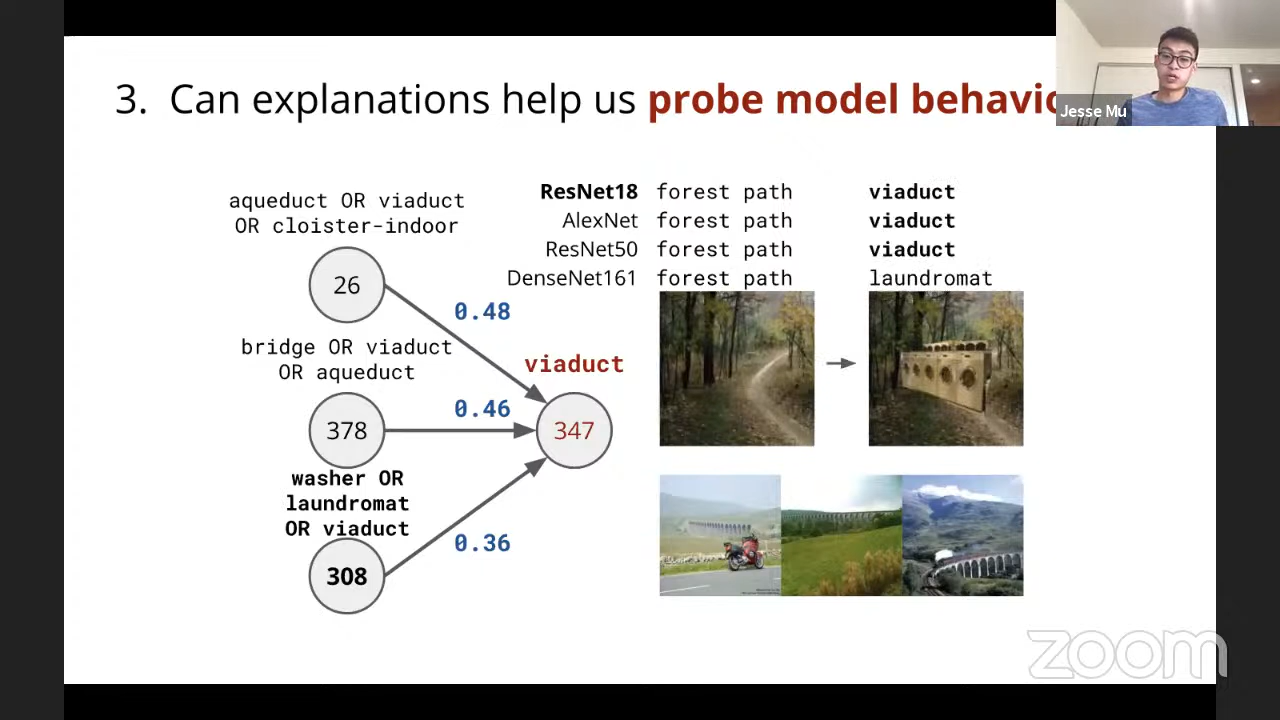 3. Can explanations help us probe model behavio
Jesse Mu
aqueduct OR viaduct
OR cloister-indoor
26
0.48
bridge OR viaduct
OR aqueduct
378
0.46
washer OR
laundromat
OR viaduct
308
0.36
viaduct
347
ResNet18 forest path viaduct
AlexNet forest path viaduct
ResNet50 forest path viaduct
DenseNet161 forest path laundromat
zoom